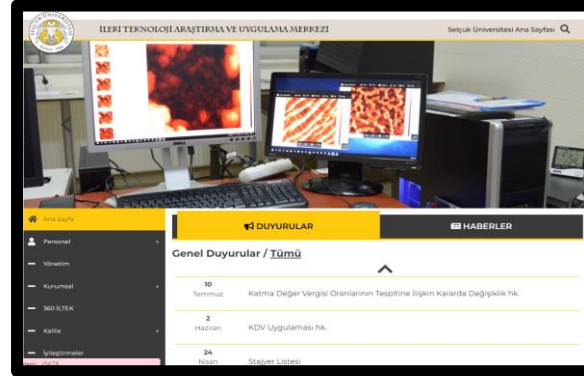 İLERİ TEKNOLOJİ ARAŞTIRMA VE UYGULAMA MERKEZİ
Selçuk Üniversitesi Ana Sayfası
DELL
Ana Sayfa
Personel
Yönetim
Kurumsal
360 İLTEK
Kalite
İyileştirmeler
DUYURULAR
HABERLER
Genel Duyurular / Tümü
10
Temmuz
Katma Değer Vergisi Oranlarının Tespitine İlişkin Kararda Değişiklik hk.
2
Haziran
KDV Uygulaması hk.
24
Nisan
Stajyer Listesi